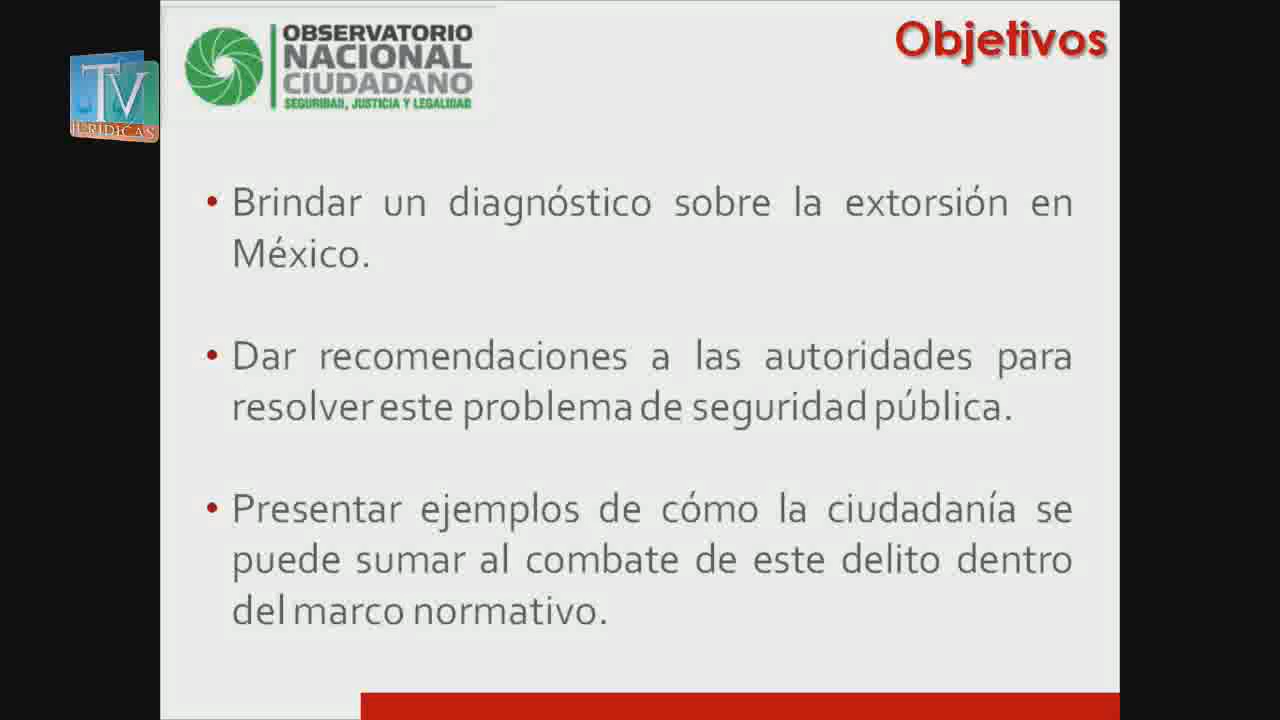 OBSERVATORIO
NACIONAL
CIUDADANO
SEGURIDAD, JUSTICIA Y LEGALIDAD
Objetivos
TV
JURIDICAS
• Brindar un diagnóstico sobre la extorsión en
México.
• Dar recomendaciones a las autoridades para
resolver este problema de seguridad pública.
• Presentar ejemplos de cómo la ciudadanía se
puede sumar al combate de este delito dentro
del marco normativo.